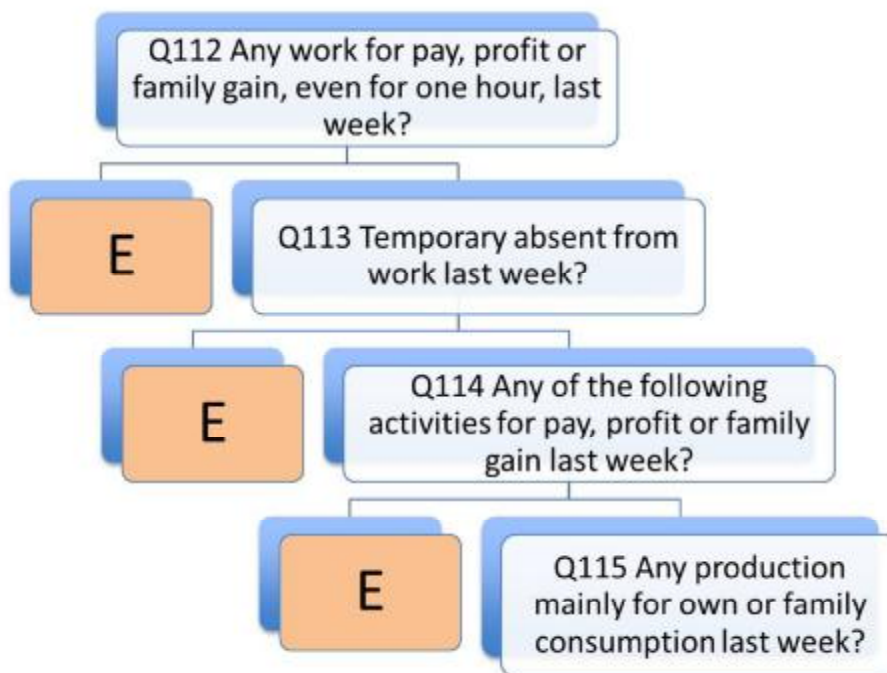 Q112 Any work for pay, profit or
family gain, even for one hour, last
week?
E
Q113 Temporary absent from
work last week?
E
Q114 Any of the following
activities for pay, profit or family
gain last week?
E
Q115 Any production
mainly for own or family
consumption last week?